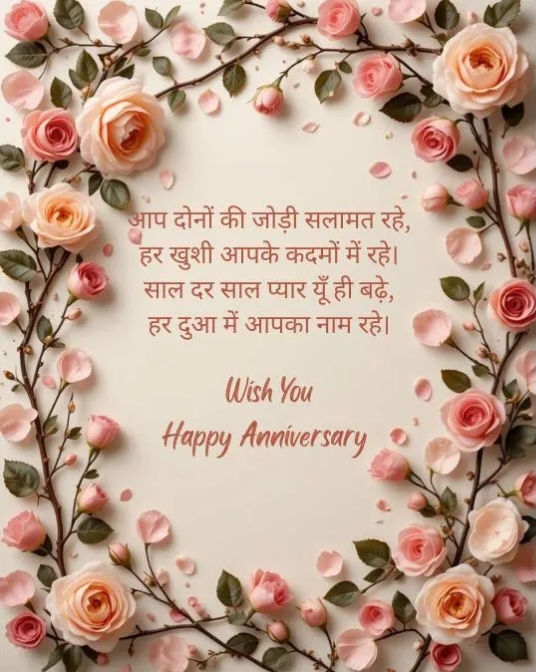 आप दोनों की जोड़ी सलामत रहे,
हर खुशी आपके कदमों में रहे।
साल दर साल प्यार यूँ ही बढ़े,
हर दुआ में आपका नाम रहे।
Wish You
Happy Anniversary